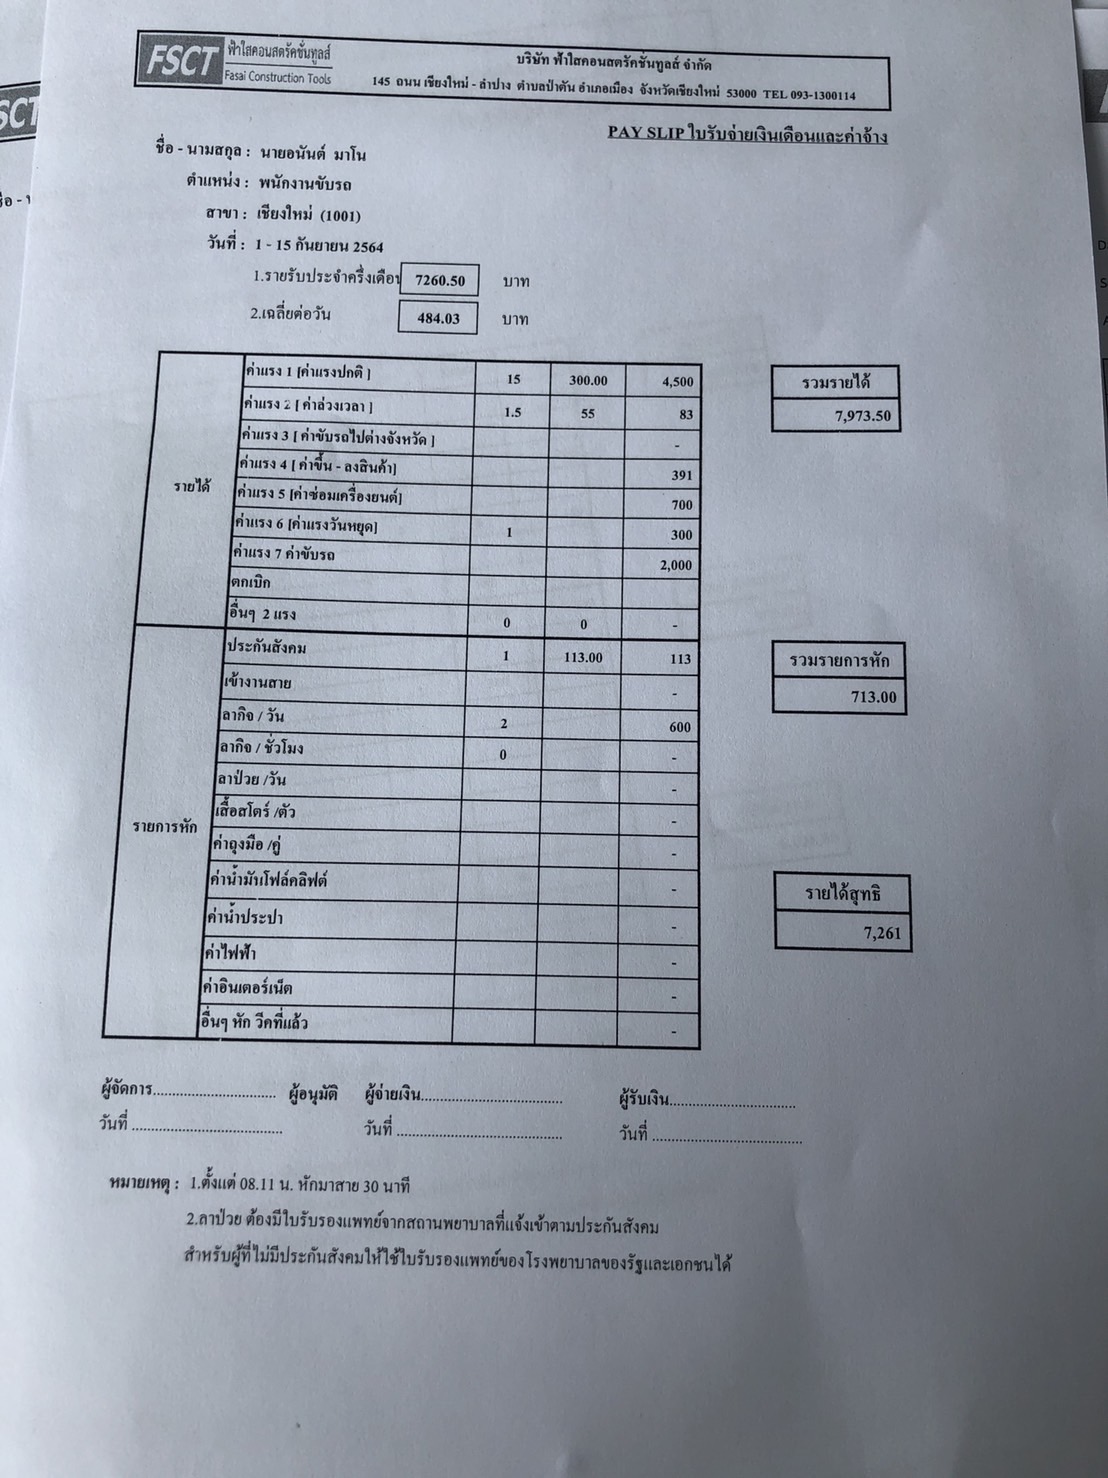 FSCT ฟ้าใสคอนสตรัคชั่นทูลส์
Fasai Construction Tools
บริษัท ฟ้าใสคอนสตรัคชั่นทูลส์ จำกัด
145 ถนน เชียงใหม่ - ลำปาง ตำบลป่าตัน อำเภอเมือง จังหวัดเชียงใหม่ 53000 TEL 093-1300114
PAY SLIP ใบรับจ่ายเงินเดือนและค่าจ้าง
ชื่อ - นามสกุล : นายอนันต์ มาโน
ตำแหน่ง : พนักงานขับรถ
สาขา : เชียงใหม่ (1001)
วันที่ : 1 - 15 กันยายน 2564
1.รายรับประจำครึ่งเดือน 7260.50 บาท
2.เฉลี่ยต่อวัน 484.03 บาท
รายได้
ค่าแรง 1 [ค่าแรงปกติ ] 15 300.00 4,500
ค่าแรง 2 [ ค่าล่วงเวลา ] 1.5 55 83
ค่าแรง 3 [ ค่าขับรถไปต่างจังหวัด ] -
ค่าแรง 4 [ ค่าขึ้น - ลงสินค้า] 391
ค่าแรง 5 [ค่าซ่อมเครื่องยนต์] 700
ค่าแรง 6 [ค่าแรงวันหยุด] 1 300
ค่าแรง 7 ค่าขับรถ 2,000
ตกเบิก
อื่นๆ 2 แรง 0 0 -
รวมรายได้
7,973.50
รายการหัก
ประกันสังคม 1 113.00 113
เข้างานสาย -
ลากิจ / วัน 2 600
ลากิจ / ชั่วโมง 0 -
ลาป่วย /วัน -
เสื้อสโตร์ /ตัว -
ค่าถุงมือ /คู่ -
ค่าน้ำมันโฟล์คลิฟต์ -
ค่าน้ำประปา -
ค่าไฟฟ้า -
ค่าอินเตอร์เน็ต -
อื่นๆ หัก วีคที่แล้ว -
รวมรายการหัก
713.00
รายได้สุทธิ
7,261
ผู้จัดการ............................ ผู้อนุมัติ ผู้จ่ายเงิน................................ ผู้รับเงิน............................
วันที่ ................................. วันที่ ..................................... วันที่ .................................
หมายเหตุ : 1.ตั้งแต่ 08.11 น. หักมาสาย 30 นาที
2.ลาป่วย ต้องมีใบรับรองแพทย์จากสถานพยาบาลที่แจ้งเข้าตามประกันสังคม
สำหรับผู้ที่ไม่มีประกันสังคมให้ใช้ใบรับรองแพทย์ของโรงพยาบาลของรัฐและเอกชนได้